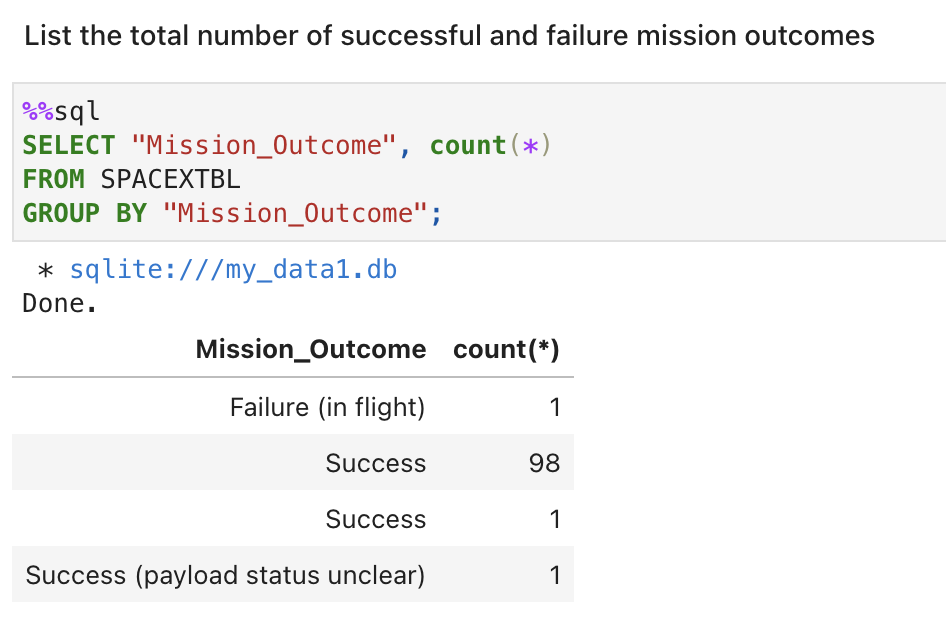 List the total number of successful and failure mission outcomes
%%sql
SELECT "Mission_Outcome", count(*)
FROM SPACEXTBL
GROUP BY "Mission_Outcome";
* sqlite:///my_data1.db
Done.
Mission_Outcome count(*)
Failure (in flight) 1
Success 98
Success 1
Success (payload status unclear) 1